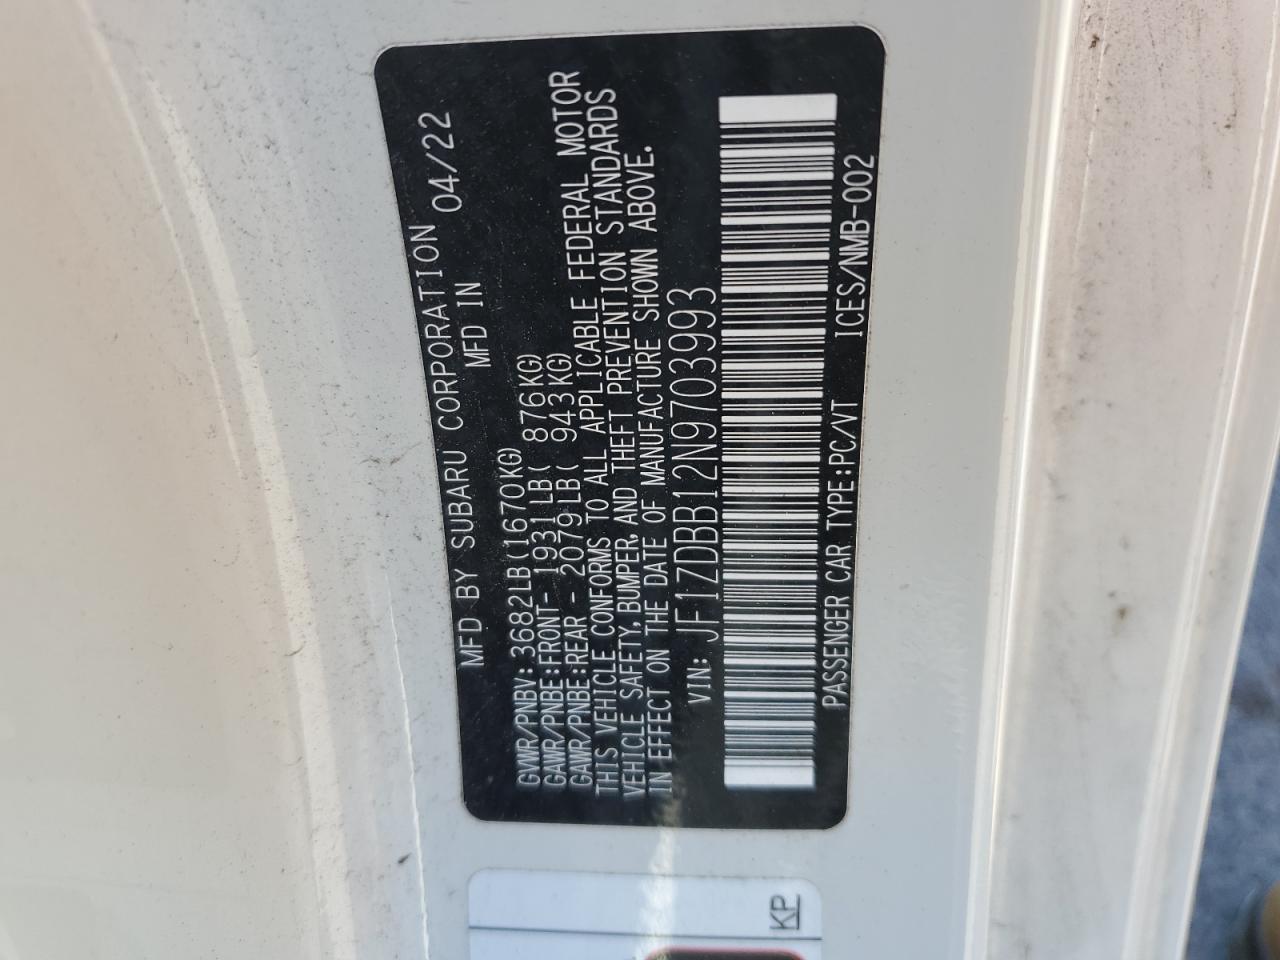 MFD BY SUBARU CORPORATION
MFD IN 04/22
GVWR/PNBV: 3682LB(1670KG)
GAWR/PNBE:FRONT- 1931LB( 876KG)
GAWR/PNBE:REAR - 2079LB( 943KG)
THIS VEHICLE CONFORMS TO ALL APPLICABLE FEDERAL MOTOR
VEHICLE SAFETY, BUMPER, AND THEFT PREVENTION STANDARDS
IN EFFECT ON THE DATE OF MANUFACTURE SHOWN ABOVE.
VIN: JF1ZDBB12N9703993
PASSENGER CAR TYPE:PC/VT ICES/NMB-002
KP